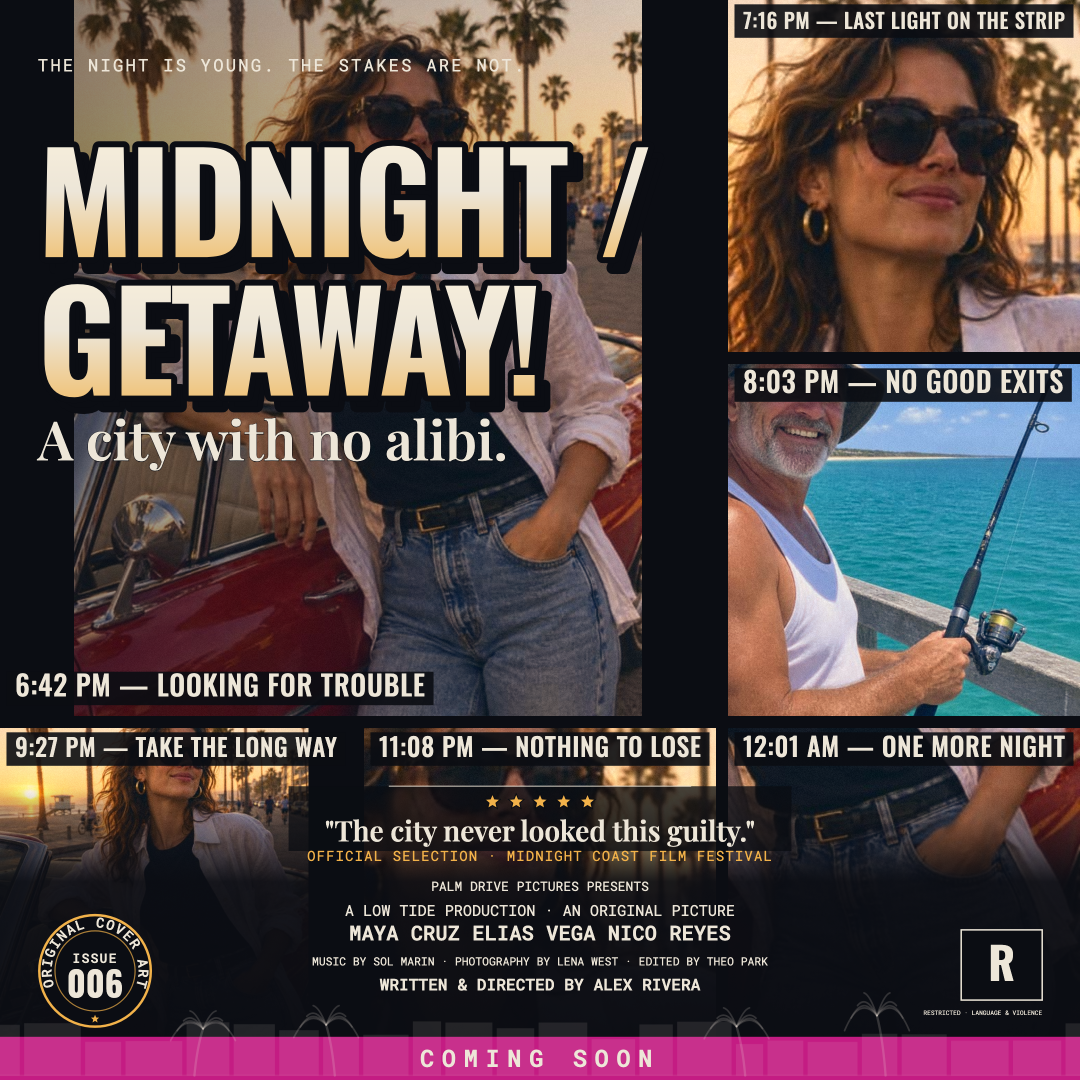 THE NIGHT IS YOUNG. THE STAKES ARE NOT.
MIDNIGHT /
GETAWAY!
A city with no alibi.
6:42 PM — LOOKING FOR TROUBLE
7:16 PM — LAST LIGHT ON THE STRIP
8:03 PM — NO GOOD EXITS
9:27 PM — TAKE THE LONG WAY
11:08 PM — NOTHING TO LOSE
12:01 AM — ONE MORE NIGHT
"The city never looked this guilty."
OFFICIAL SELECTION · MIDNIGHT COAST FILM FESTIVAL
PALM DRIVE PICTURES PRESENTS
A LOW TIDE PRODUCTION · AN ORIGINAL PICTURE
MAYA CRUZ ELIAS VEGA NICO REYES
MUSIC BY SOL MARIN · PHOTOGRAPHY BY LENA WEST · EDITED BY THEO PARK
WRITTEN & DIRECTED BY ALEX RIVERA
ORIGINAL COVER ART
ISSUE
006
R
RESTRICTED · LANGUAGE & VIOLENCE
COMING SOON